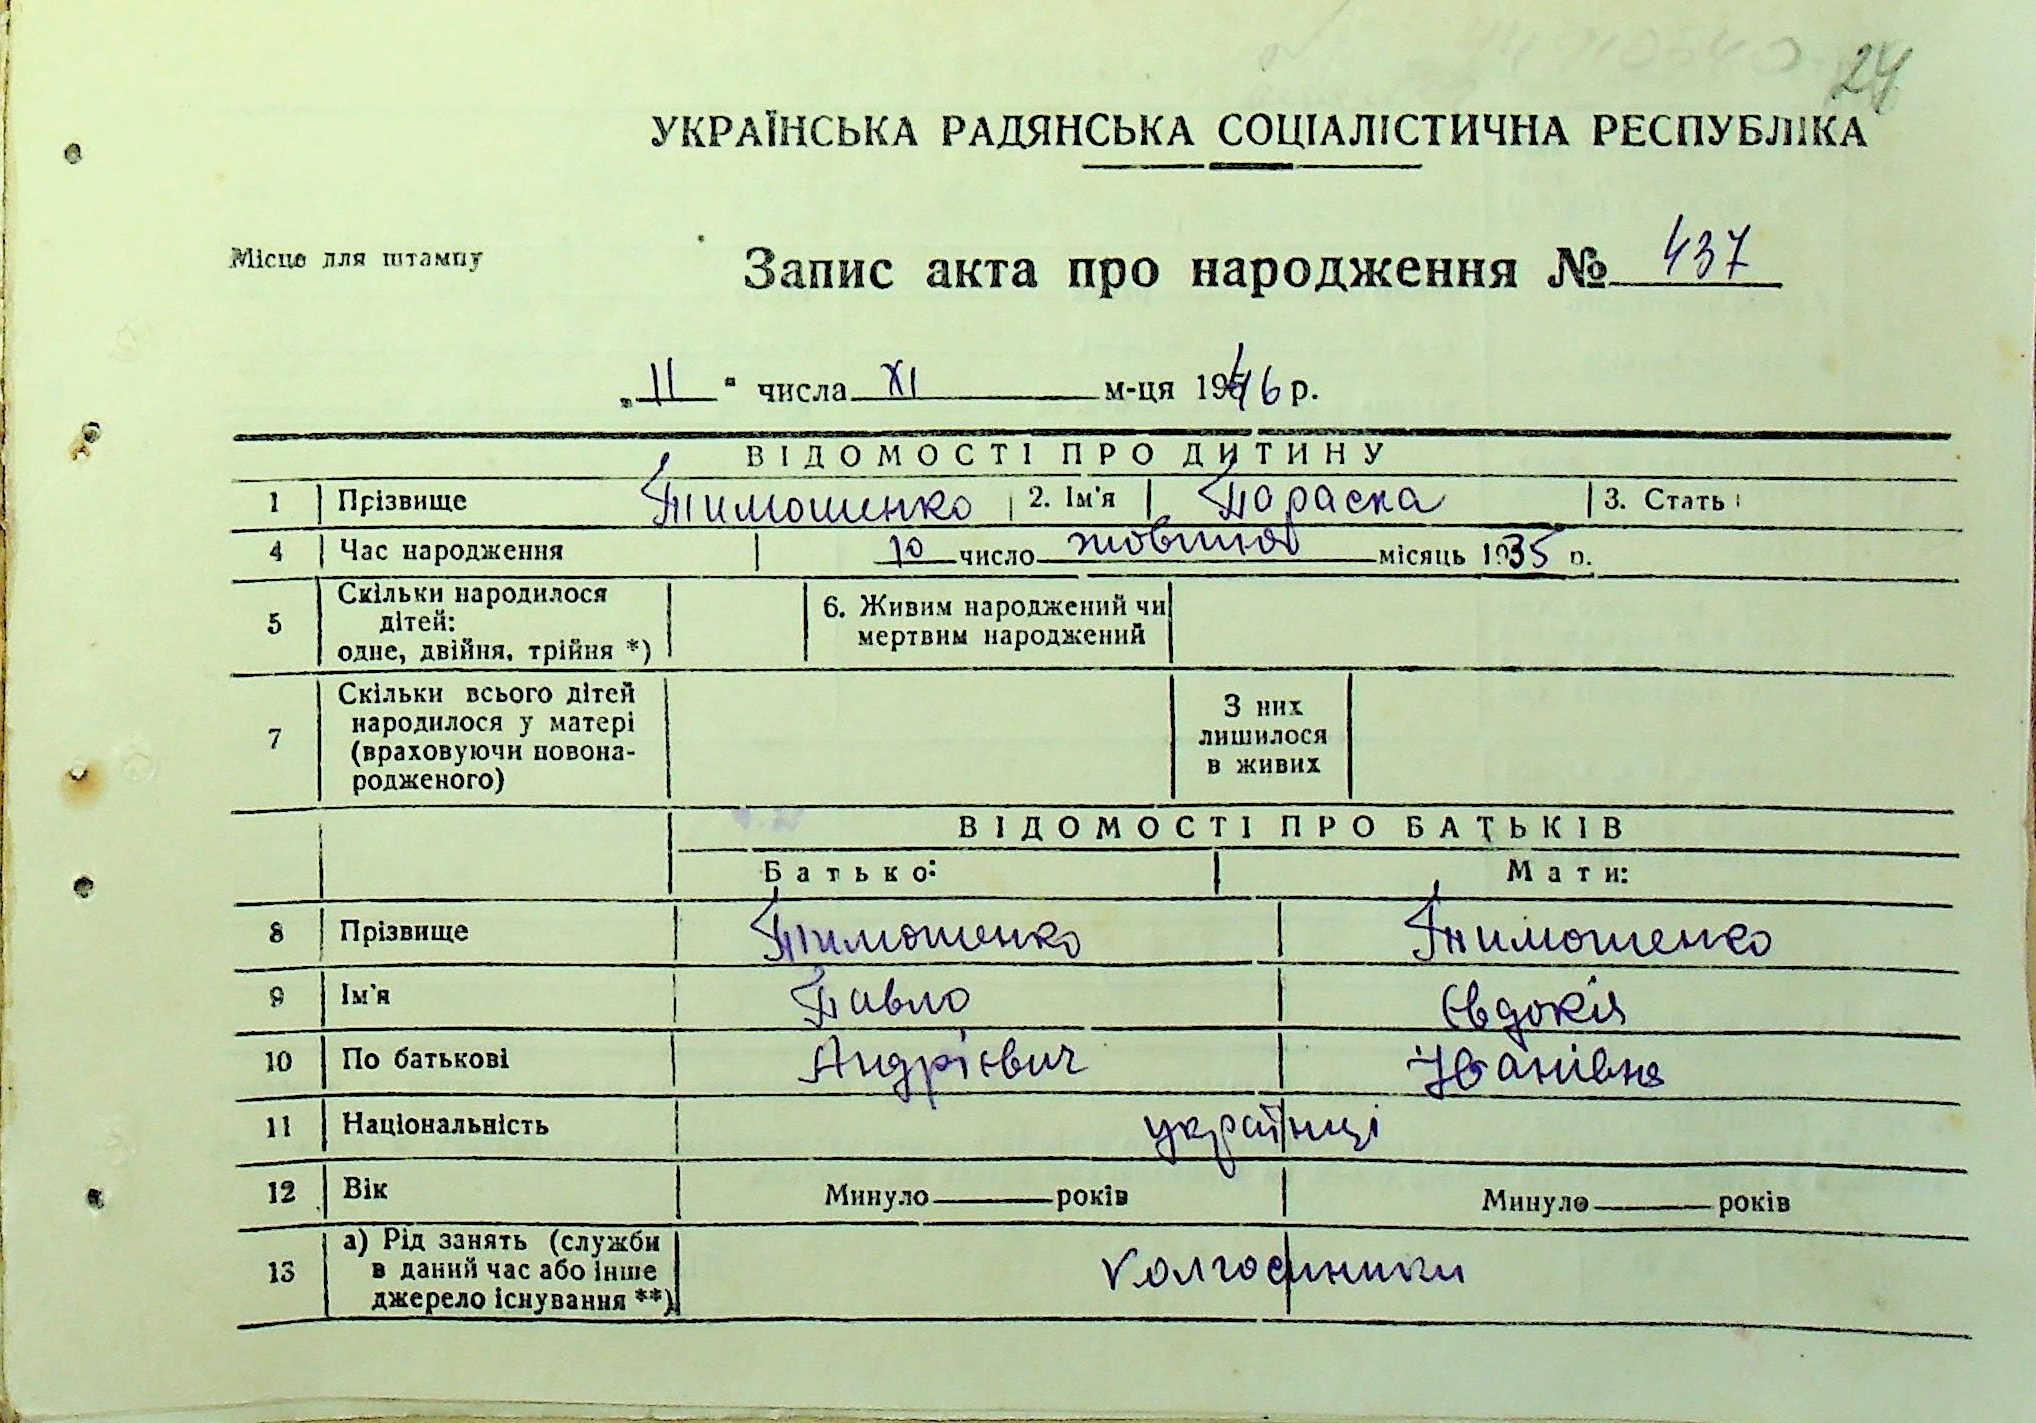 24
УКРАЇНСЬКА РАДЯНСЬКА СОЦІАЛІСТИЧНА РЕСПУБЛІКА
Місце для штампу
Запис акта про народження № 437
„11" числа XI м-ця 1946 р.
ВІДОМОСТІ ПРО ДИТИНУ
1 Прізвище Тимошенко 2. Ім'я Параска 3. Стать
4 Час народження 10 число жовтня місяць 1935 р.
5 Скільки народилося дітей: одне, двійня, трійня *) 6. Живим народжений чи мертвим народжений
7 Скільки всього дітей народилося у матері (враховуючи новона-родженого) З них лишилося в живих
ВІДОМОСТІ ПРО БАТЬКІВ
Батько: Мати:
8 Прізвище Тимошенко Тимошенко
9 Ім'я Павло Євдокія
10 По батькові Андрієвич Іванівна
11 Національність українці
12 Вік Минуло років Минуло років
13 а) Рід занять (служби в даний час або інше джерело існування **) Колгоспники